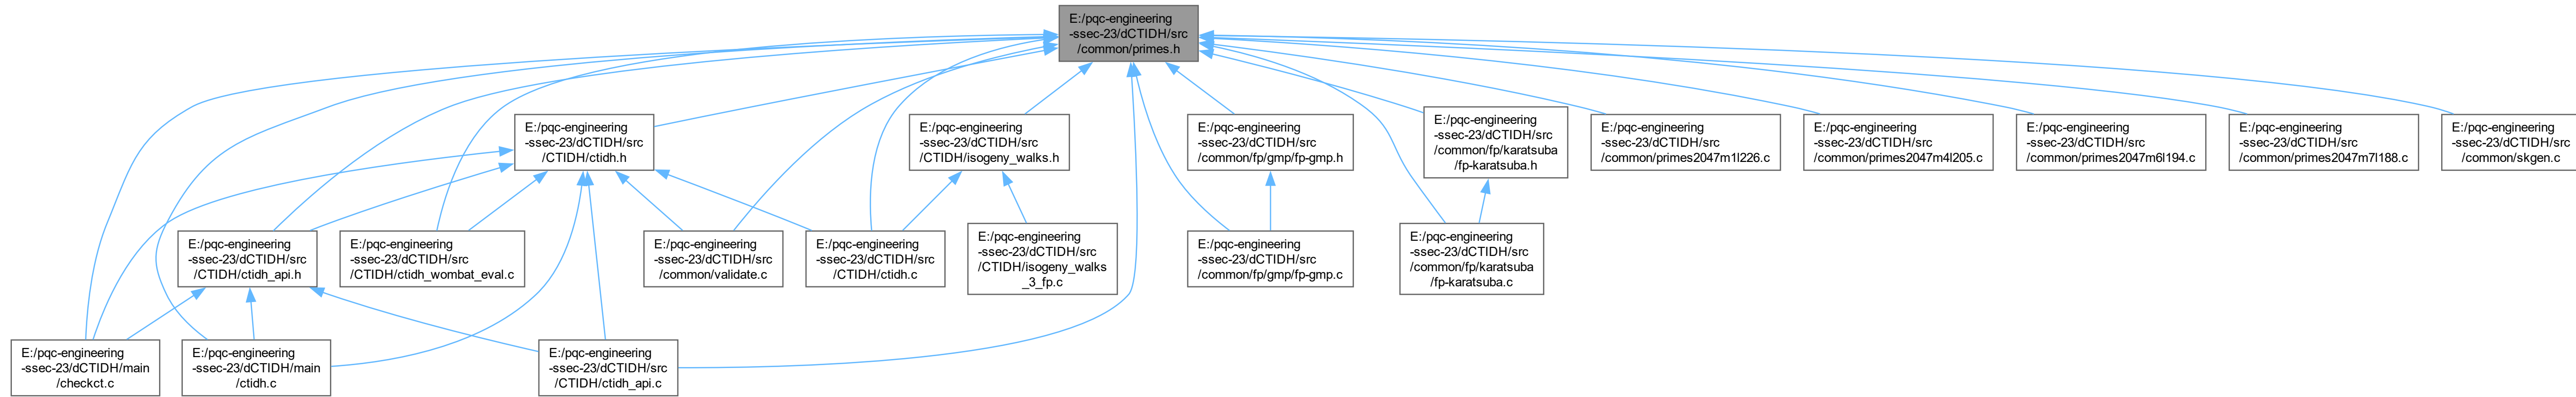 E:/pqc-engineering
-ssec-23/dCTIDH/src
/common/primes.h
E:/pqc-engineering
-ssec-23/dCTIDH/src
/CTIDH/ctidh.h
E:/pqc-engineering
-ssec-23/dCTIDH/src
/CTIDH/isogeny_walks.h
E:/pqc-engineering
-ssec-23/dCTIDH/src
/common/fp/gmp/fp-gmp.h
E:/pqc-engineering
-ssec-23/dCTIDH/src
/common/fp/karatsuba
/fp-karatsuba.h
E:/pqc-engineering
-ssec-23/dCTIDH/src
/common/primes2047m1l226.c
E:/pqc-engineering
-ssec-23/dCTIDH/src
/common/primes2047m4l205.c
E:/pqc-engineering
-ssec-23/dCTIDH/src
/common/primes2047m6l194.c
E:/pqc-engineering
-ssec-23/dCTIDH/src
/common/primes2047m7l188.c
E:/pqc-engineering
-ssec-23/dCTIDH/src
/common/skgen.c
E:/pqc-engineering
-ssec-23/dCTIDH/src
/CTIDH/ctidh_api.h
E:/pqc-engineering
-ssec-23/dCTIDH/src
/CTIDH/ctidh_wombat_eval.c
E:/pqc-engineering
-ssec-23/dCTIDH/src
/common/validate.c
E:/pqc-engineering
-ssec-23/dCTIDH/src
/CTIDH/ctidh.c
E:/pqc-engineering
-ssec-23/dCTIDH/src
/CTIDH/isogeny_walks
_3_fp.c
E:/pqc-engineering
-ssec-23/dCTIDH/src
/common/fp/gmp/fp-gmp.c
E:/pqc-engineering
-ssec-23/dCTIDH/src
/common/fp/karatsuba
/fp-karatsuba.c
E:/pqc-engineering
-ssec-23/dCTIDH/main
/checkct.c
E:/pqc-engineering
-ssec-23/dCTIDH/main
/ctidh.c
E:/pqc-engineering
-ssec-23/dCTIDH/src
/CTIDH/ctidh_api.c